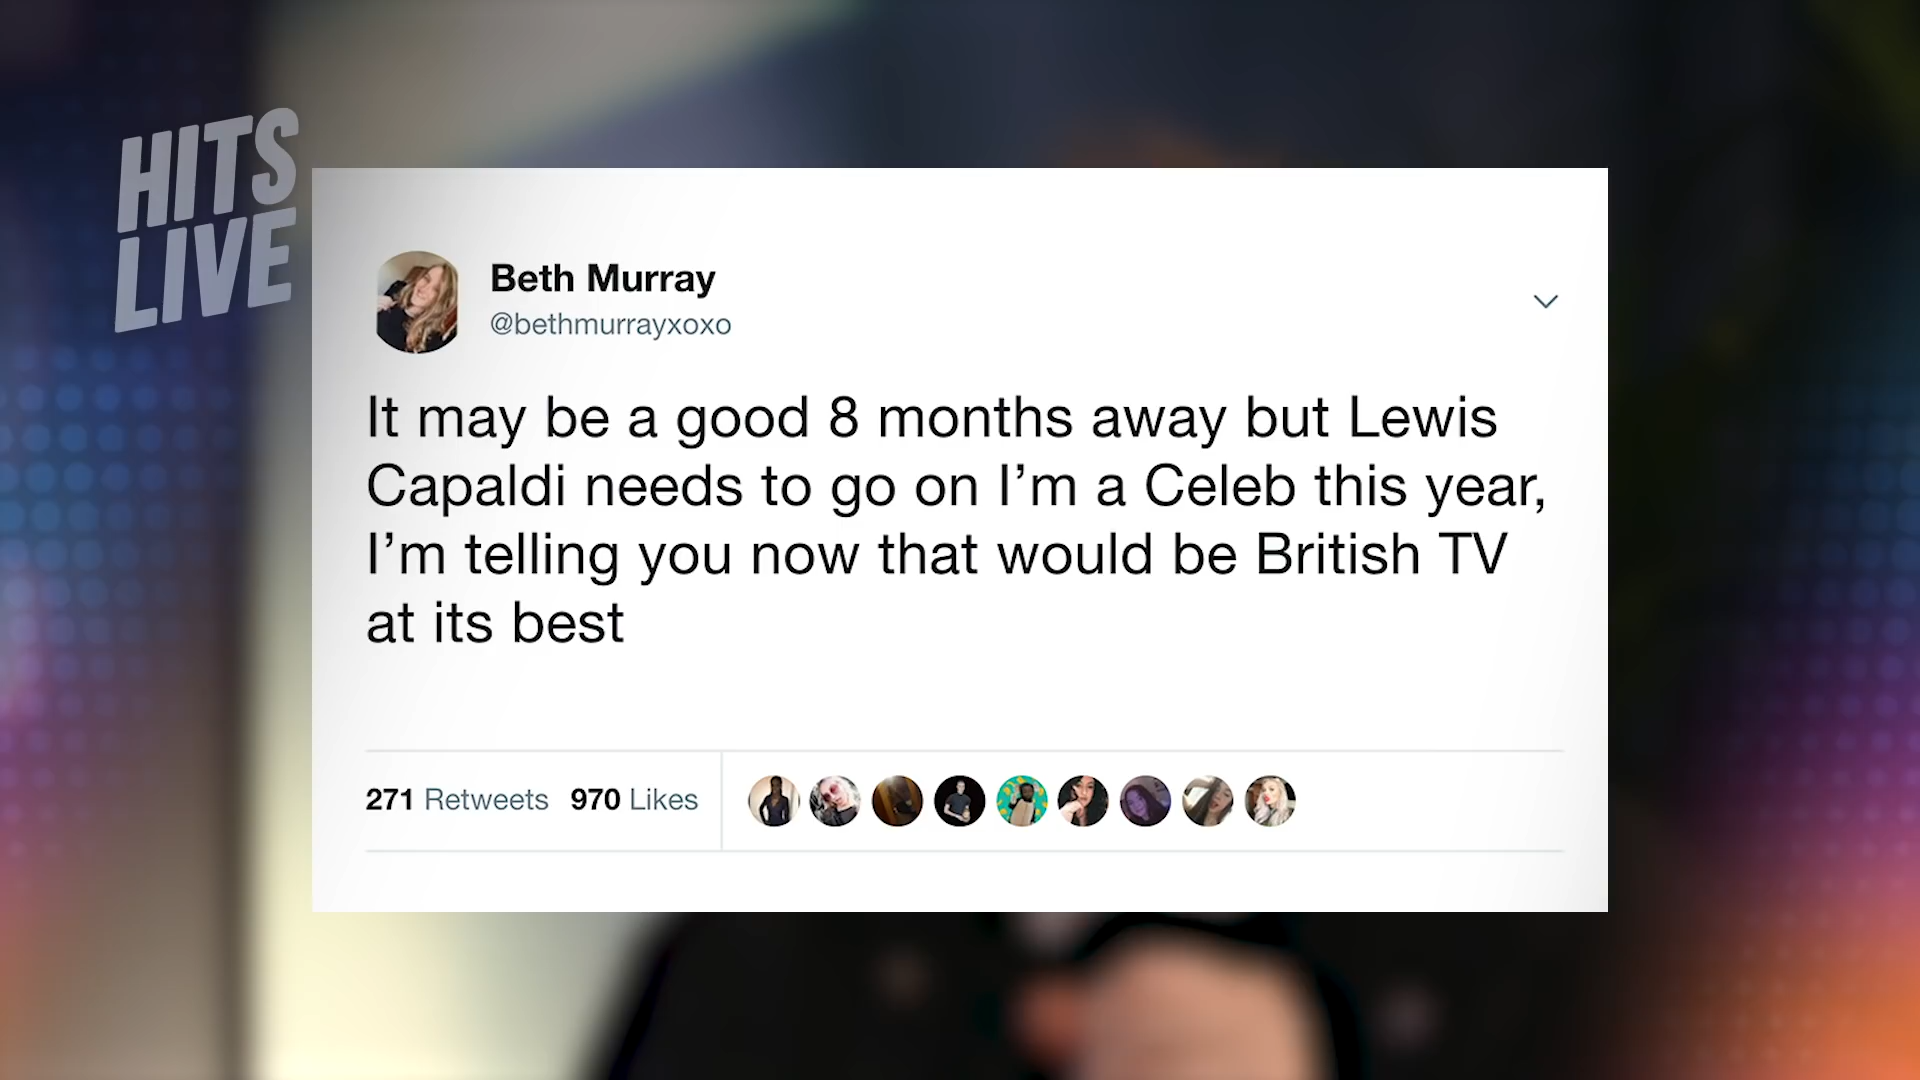 HITS
LIVE
Beth Murray
@bethmurrayxoxo
It may be a good 8 months away but Lewis
Capaldi needs to go on I’m a Celeb this year,
I’m telling you now that would be British TV
at its best
271 Retweets 970 Likes